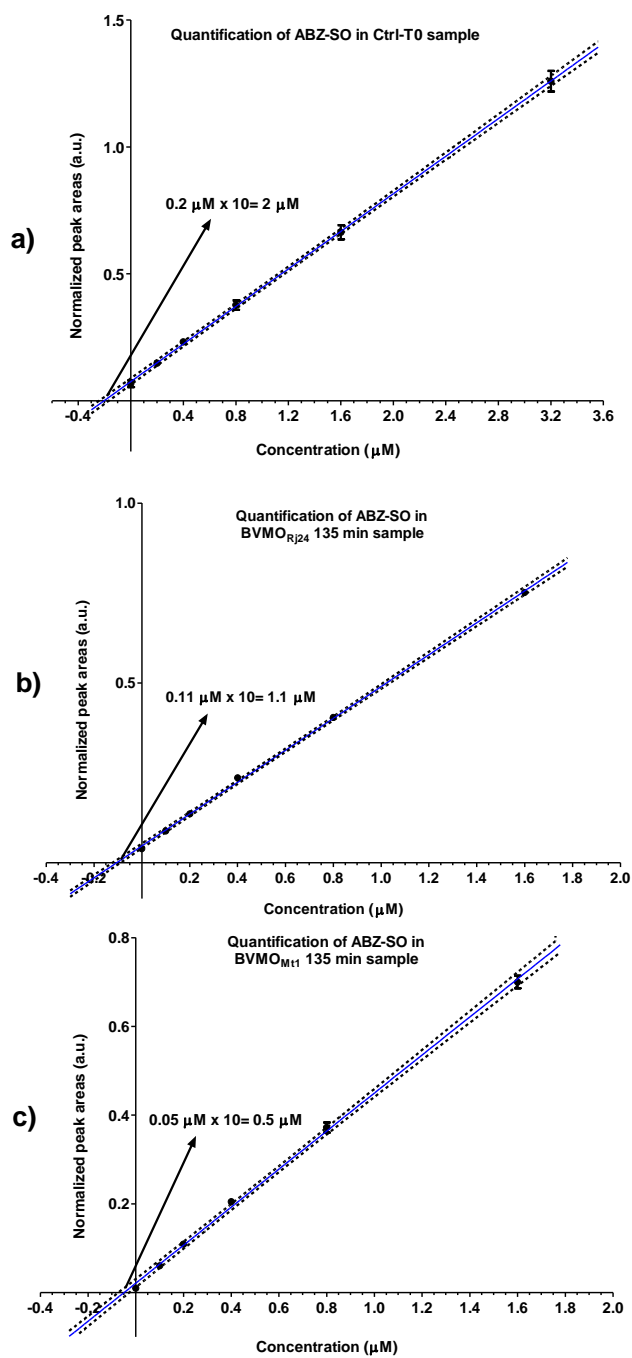 Quantification of ABZ-SO in Ctrl-T0 sample
1.5
1.0
0.5
Normalized peak areas (a.u.)
a)
0.2 μM x 10= 2 μM
-0.4 0.4 0.8 1.2 1.6 2.0 2.4 2.8 3.2 3.6
Concentration (μM)
Quantification of ABZ-SO in
BVMORj24 135 min sample
1.0
0.5
Normalized peak areas (a.u.)
b)
0.11 μM x 10= 1.1 μM
-0.4 -0.2 0.2 0.4 0.6 0.8 1.0 1.2 1.4 1.6 1.8 2.0
Concentration (μM)
Quantification of ABZ-SO in
BVMOMt1 135 min sample
0.8
0.6
0.4
0.2
Normalized peak areas (a.u.)
c)
0.05 μM x 10= 0.5 μM
-0.4 -0.2 0.2 0.4 0.6 0.8 1.0 1.2 1.4 1.6 1.8 2.0
Concentration (μM)